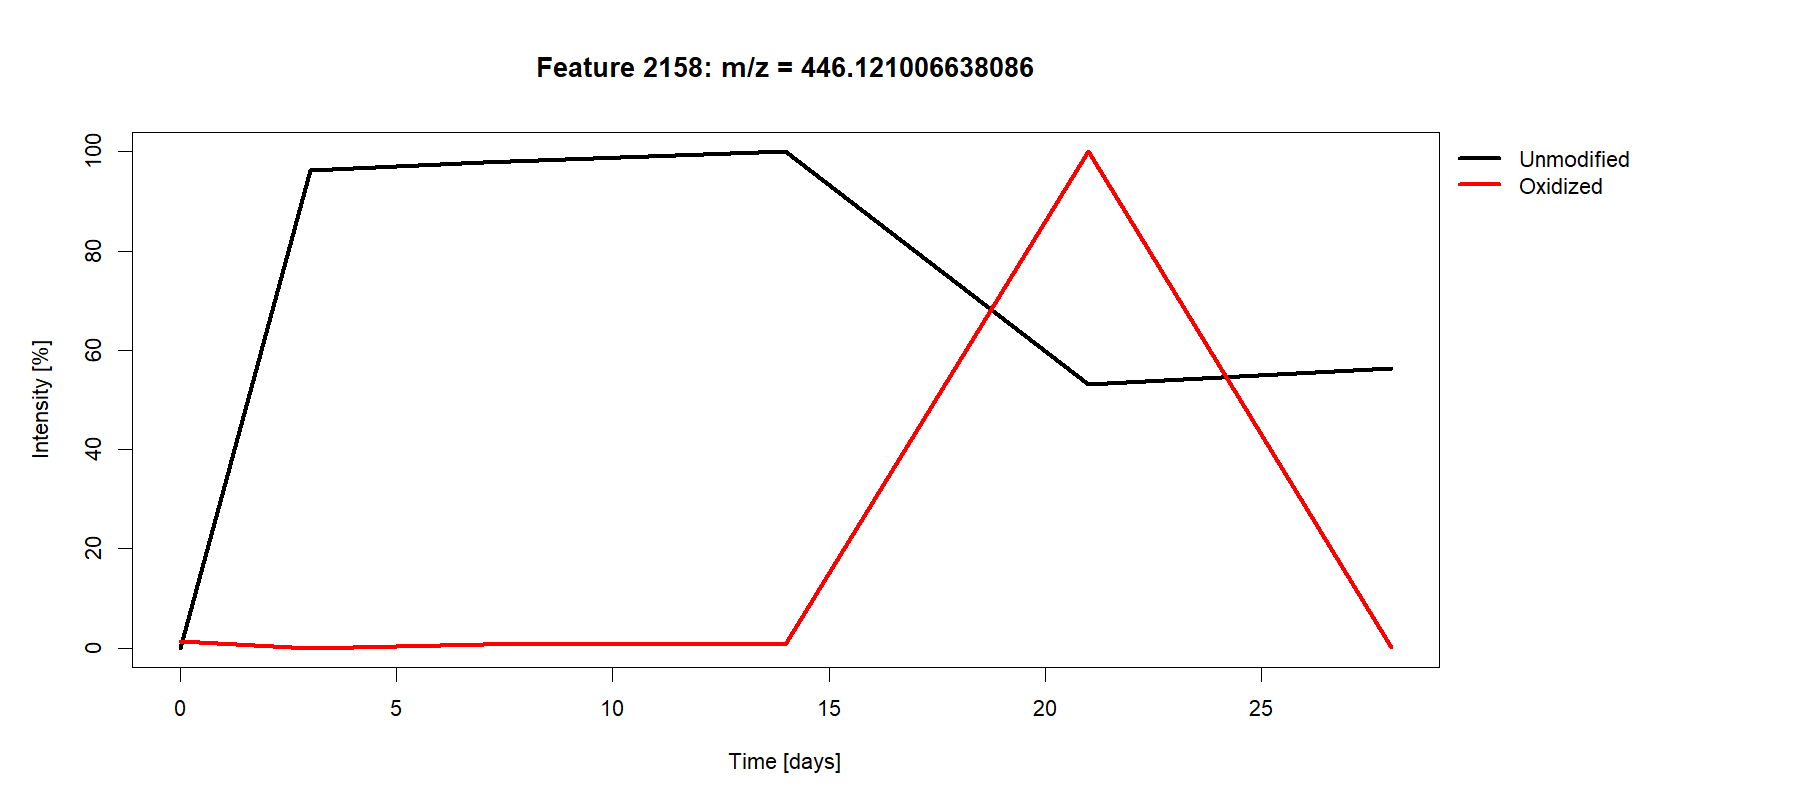 Feature 2158: m/z = 446.121006638086
Unmodified
Oxidized
Intensity [%]
100
80
60
40
20
0
0 5 10 15 20 25
Time [days]